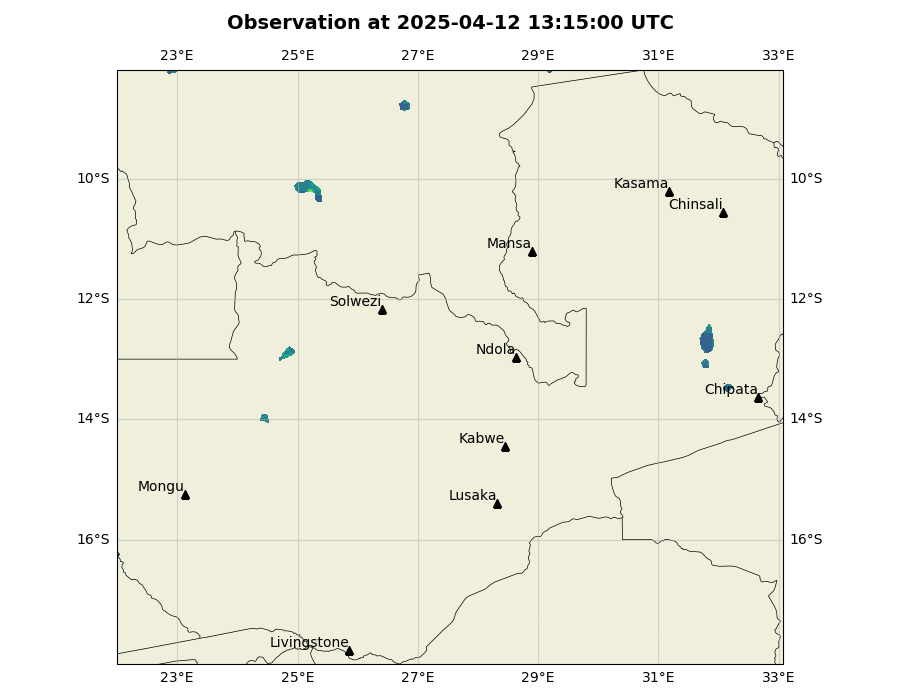 Observation at 2025-04-12 13:15:00 UTC
23°E 25°E 27°E 29°E 31°E 33°E
10°S 10°S
Kasama
Chinsali
Mansa
12°S 12°S
Solwezi
Ndola
Chipata
14°S 14°S
Kabwe
Mongu
Lusaka
16°S 16°S
Livingstone
23°E 25°E 27°E 29°E 31°E 33°E